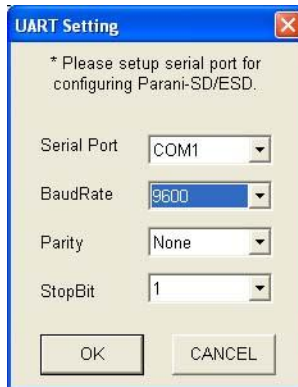 UART Setting
* Please setup serial port for
configuring Parani-SD/ESD.
Serial Port COM1
BaudRate 9600
Parity None
StopBit 1
OK CANCEL